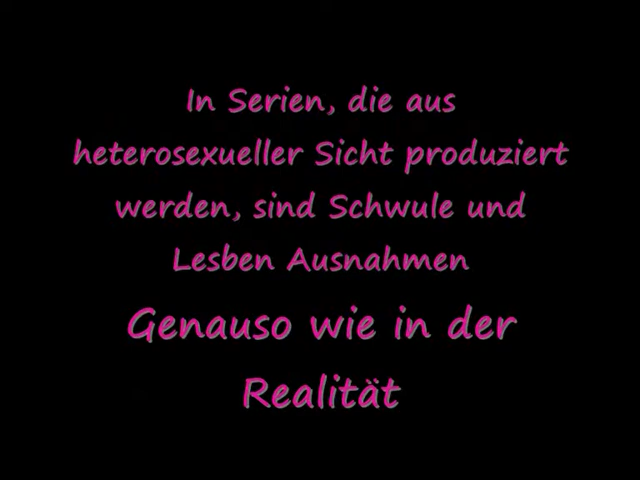 In Serien, die aus
heterosexueller Sicht produziert
werden, sind Schwule und
Lesben Ausnahmen
Genauso wie in der
Realität